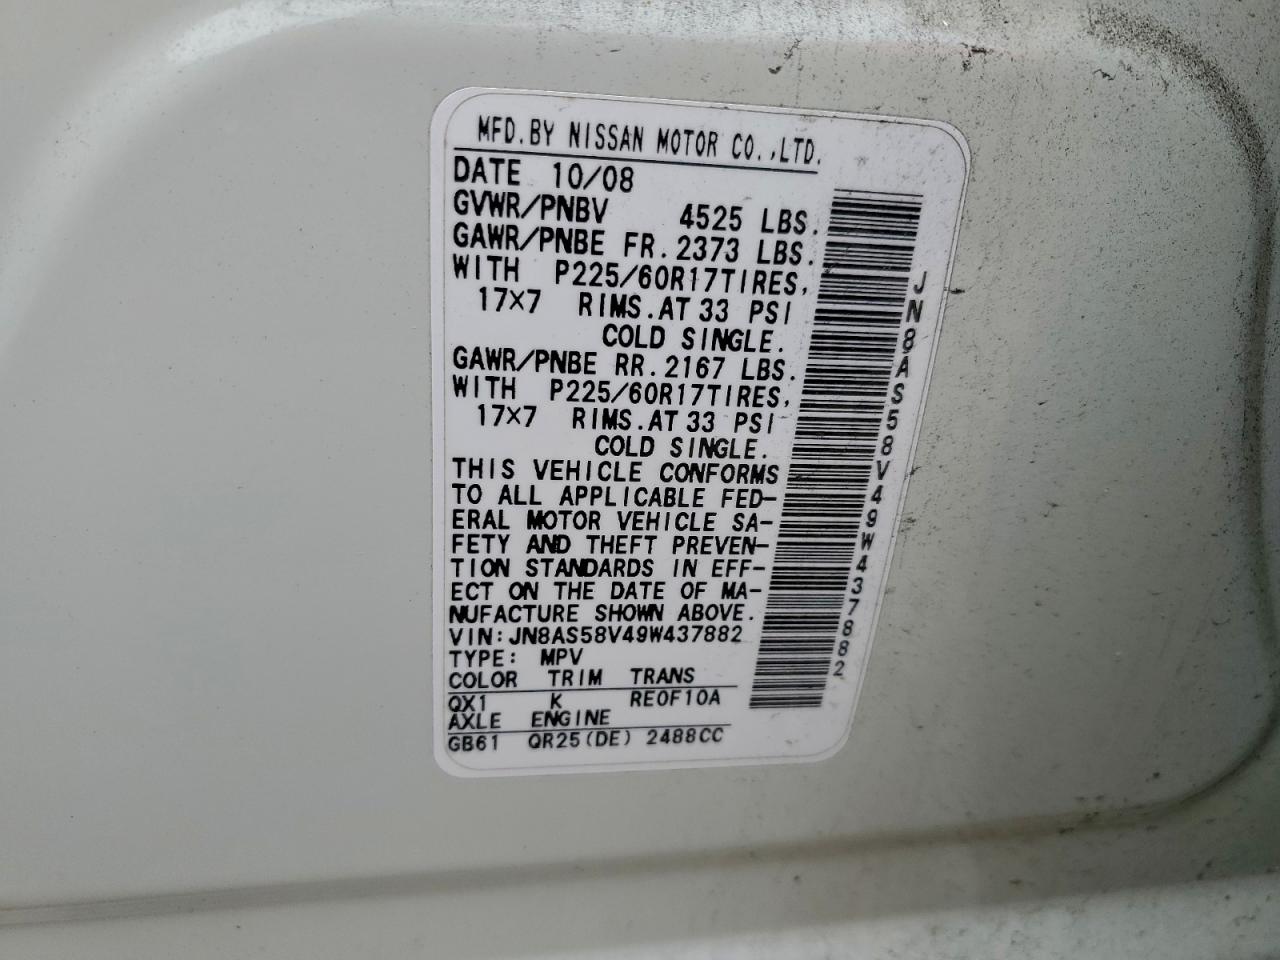 MFD.BY NISSAN MOTOR CO.,LTD.
DATE 10/08
GVWR/PNBV 4525 LBS.
GAWR/PNBE FR. 2373 LBS.
WITH P225/60R17TIRES,
17×7 RIMS.AT 33 PSI
COLD SINGLE.
GAWR/PNBE RR. 2167 LBS.
WITH P225/60R17TIRES,
17×7 RIMS.AT 33 PSI
COLD SINGLE.
THIS VEHICLE CONFORMS
TO ALL APPLICABLE FED-
ERAL MOTOR VEHICLE SA-
FETY AND THEFT PREVEN-
TION STANDARDS IN EFF-
ECT ON THE DATE OF MA-
NUFACTURE SHOWN ABOVE.
VIN:JN8AS58V49W437882
TYPE: MPV
COLOR TRIM TRANS
QX1 K RE0F10A
AXLE ENGINE
GB61 QR25(DE) 2488CC
JN8AS58V49W437882